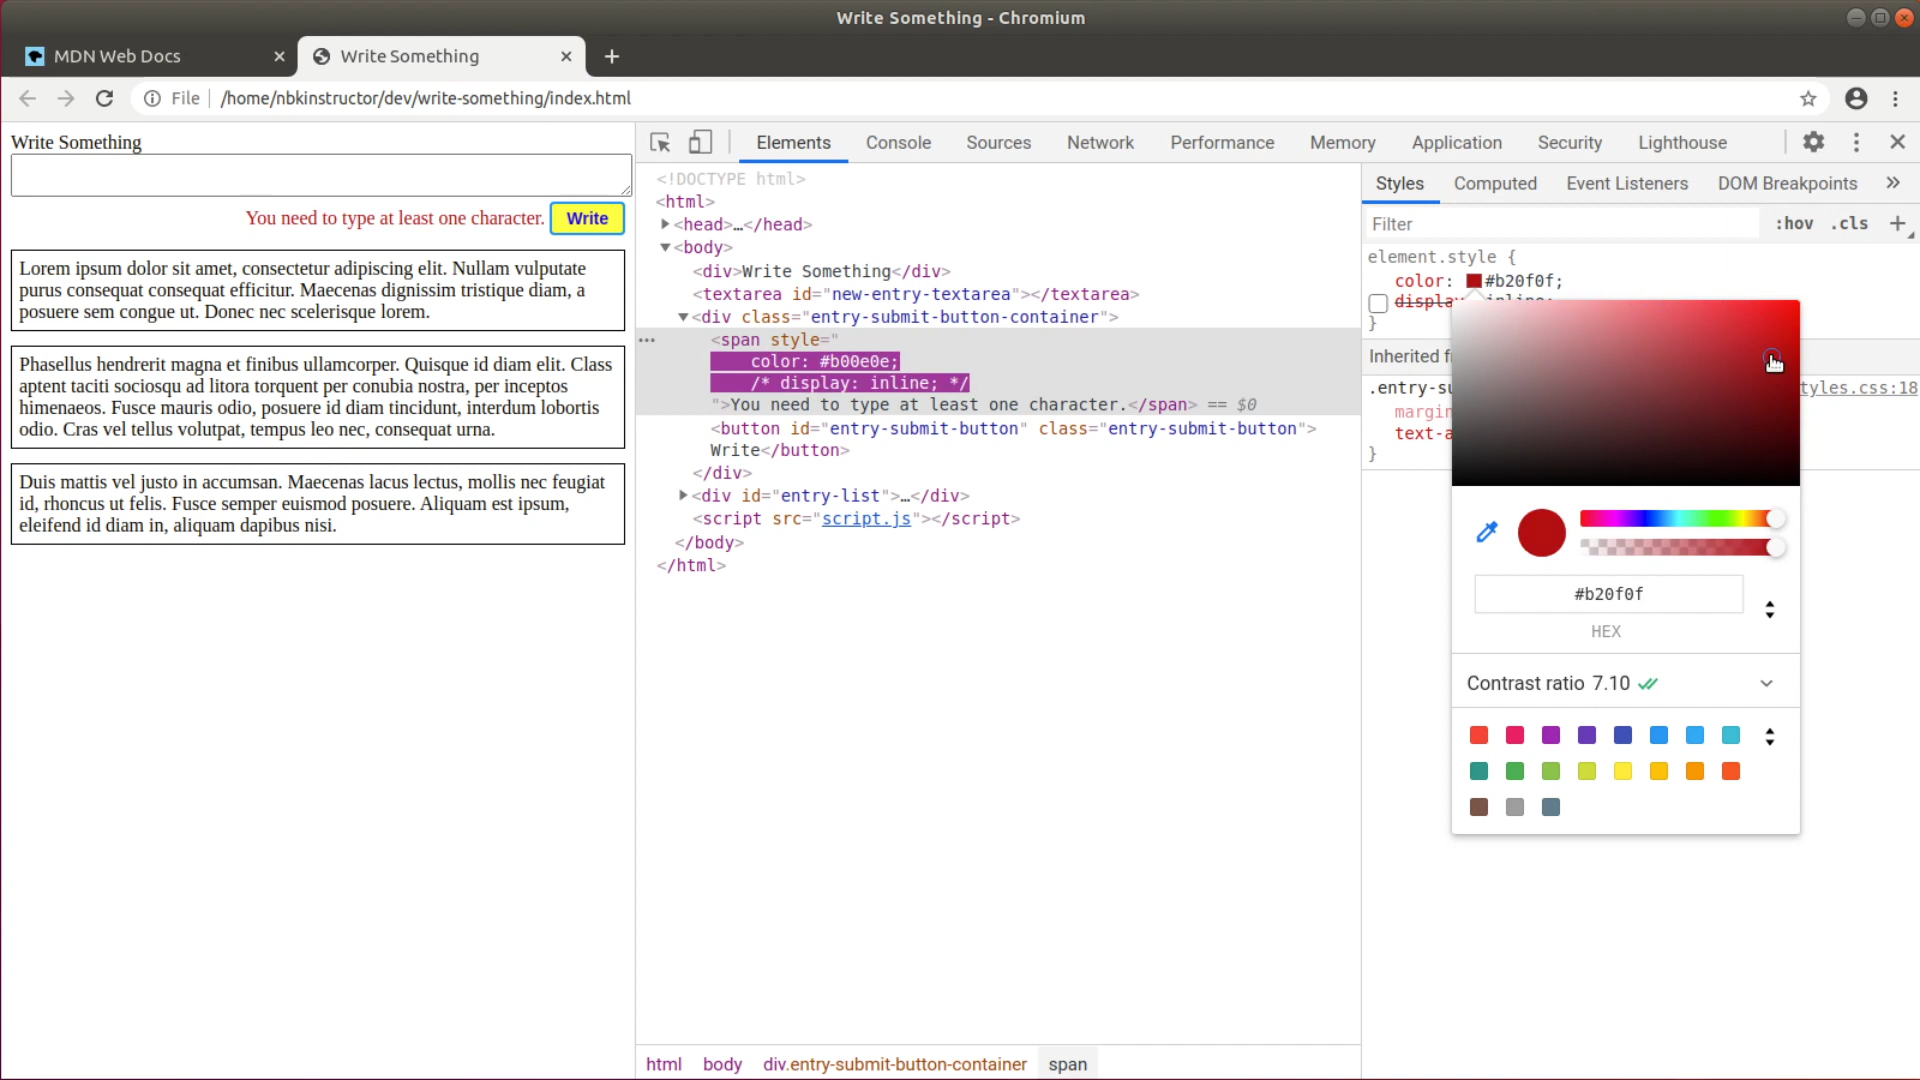 Write Something - Chromium
MDN Web Docs
Write Something
File
/home/nbkinstructor/dev/write-something/index.html
Write Something
You need to type at least one character.
Write
Lorem ipsum dolor sit amet, consectetur adipiscing elit. Nullam vulputate
purus consequat consequat efficitur. Maecenas dignissim tristique diam, a
posuere sem congue ut. Donec nec scelerisque lorem.
Phasellus hendrerit magna et finibus ullamcorper. Quisque id diam elit. Class
aptent taciti sociosqu ad litora torquent per conubia nostra, per inceptos
himenaeos. Fusce mauris odio, posuere id diam tincidunt, interdum lobortis
odio. Cras vel tellus volutpat, tempus leo nec, consequat urna.
Duis mattis vel justo in accumsan. Maecenas lacus lectus, mollis nec feugiat
id, rhoncus ut felis. Fusce semper euismod posuere. Aliquam est ipsum,
eleifend id diam in, aliquam dapibus nisi.
Elements Console Sources Network Performance Memory Application Security Lighthouse
<!DOCTYPE html>
<html>
<head>…</head>
<body>
<div>Write Something</div>
<textarea id="new-entry-textarea"></textarea>
<div class="entry-submit-button-container">
<span style="
color: #b00e0e;
/* display: inline; */
">You need to type at least one character.</span> == $0
<button id="entry-submit-button" class="entry-submit-button">
Write</button>
</div>
<div id="entry-list">…</div>
<script src="script.js"></script>
</body>
</html>
html body div.entry-submit-button-container span
Styles Computed Event Listeners DOM Breakpoints »
Filter :hov .cls +
element.style {
color: #b20f0f;
display: inline;
}
Inherited f
.entry-su tyles.css:18
margin
text-a
}
#b20f0f
HEX
Contrast ratio 7.10